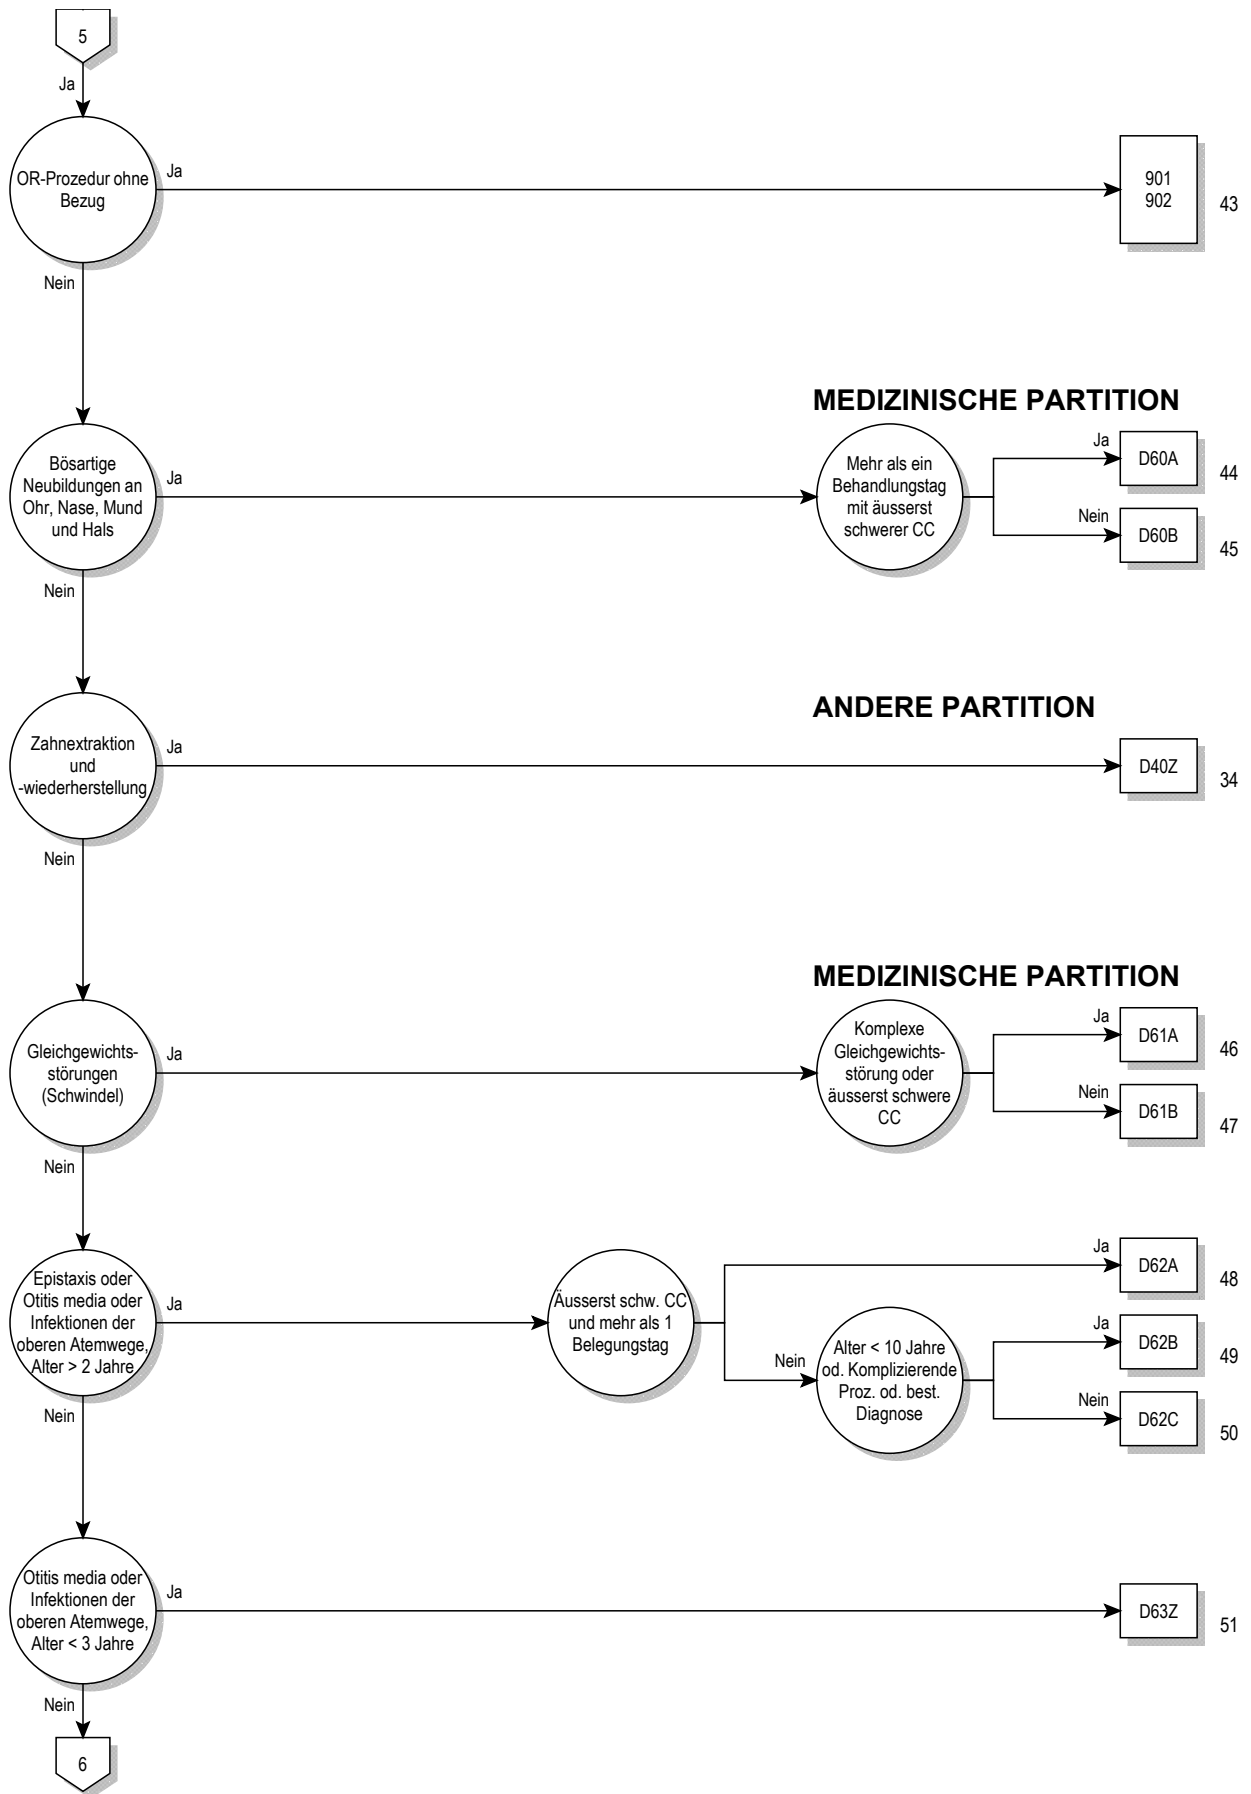 5
Ja
OR-Prozedur ohne
Bezug
Ja
901
902
43
Nein
MEDIZINISCHE PARTITION
Bösartige
Neubildungen an
Ohr, Nase, Mund
und Hals
Ja
Mehr als ein
Behandlungstag
mit äusserst
schwerer CC
Ja
D60A
44
Nein
D60B
45
Nein
ANDERE PARTITION
Zahnextraktion
und
-wiederherstellung
Ja
D40Z
34
Nein
MEDIZINISCHE PARTITION
Gleichgewichts-
störungen
(Schwindel)
Ja
Komplexe
Gleichgewichts-
störung oder
äusserst schwere
CC
Ja
D61A
46
Nein
D61B
47
Nein
Epistaxis oder
Otitis media oder
Infektionen der
oberen Atemwege,
Alter > 2 Jahre
Ja
Äusserst schw. CC
und mehr als 1
Belegungstag
Ja
D62A
48
Nein
Alter < 10 Jahre
od. Komplizierende
Proz. od. best.
Diagnose
Ja
D62B
49
Nein
D62C
50
Nein
Otitis media oder
Infektionen der
oberen Atemwege,
Alter < 3 Jahre
Ja
D63Z
51
Nein
6